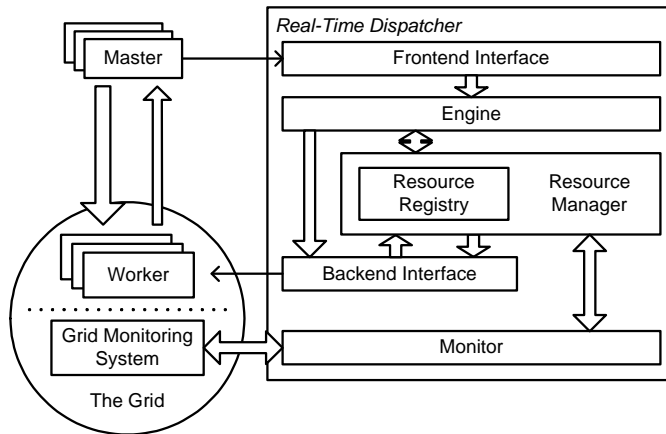 Real-Time Dispatcher
Master
Frontend Interface
Engine
Resource
Registry
Resource
Manager
Worker
Backend Interface
Grid Monitoring
System
Monitor
The Grid